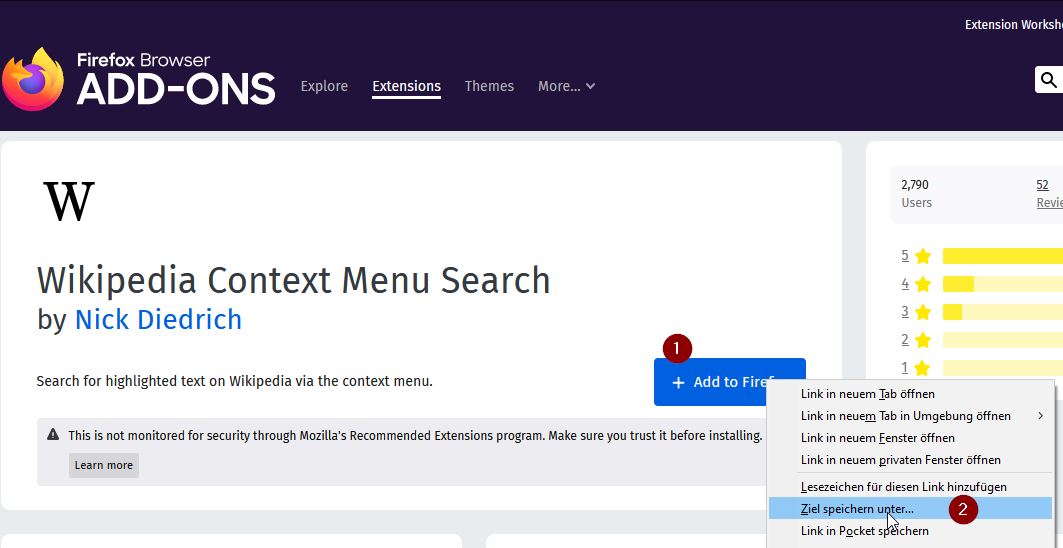 Extension Worksh
Firefox Browser
ADD-ONS
Explore
Extensions
Themes
More...
W
2,790
Users
52
Revie
Wikipedia Context Menu Search
by Nick Diedrich
5
4
3
2
1
1
Search for highlighted text on Wikipedia via the context menu.
+ Add to Firef
This is not monitored for security through Mozilla's Recommended Extensions program. Make sure you trust it before installing.
Learn more
Link in neuem Tab öffnen
Link in neuem Tab in Umgebung öffnen
Link in neuem Fenster öffnen
Link in neuem privaten Fenster öffnen
Lesezeichen für diesen Link hinzufügen
Ziel speichern unter...
2
Link in Pocket speichern